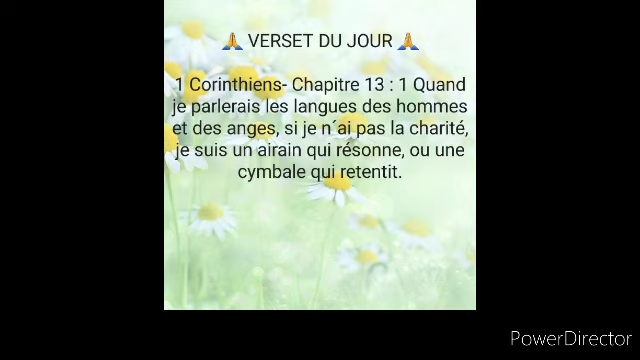 🙏 VERSET DU JOUR 🙏
1 Corinthiens- Chapitre 13 : 1 Quand
je parlerais les langues des hommes
et des anges, si je n´ai pas la charité,
je suis un airain qui résonne, ou une
cymbale qui retentit.
PowerDirector